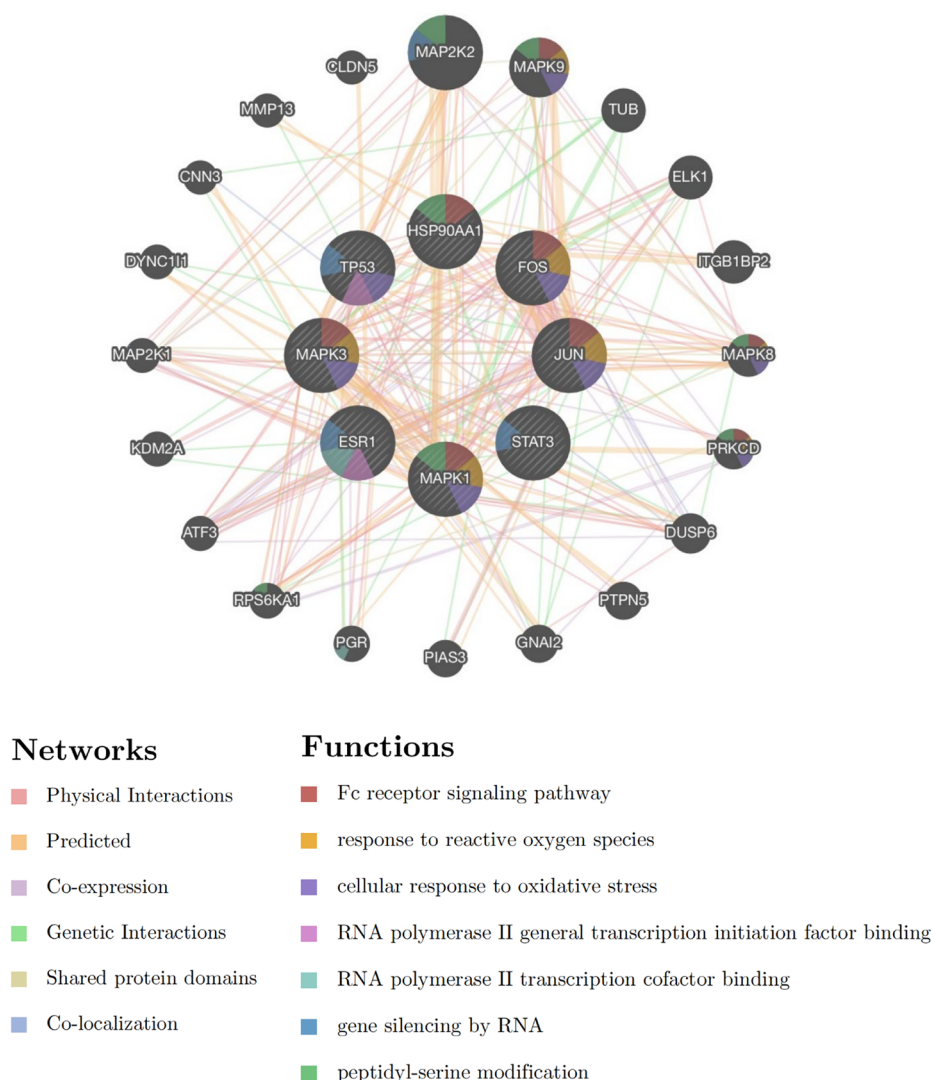 MAP2K2
CLDN5
MAPK9
MMP13
TUB
CNN3
ELK1
HSP90AA1
DYNC1I1
TP53
FOS
ITGB1BP2
MAP2K1
MAPK3
JUN
MAPK8
KDM2A
ESR1
STAT3
PRKCD
MAPK1
ATF3
DUSP6
RPS6KA1
PTPN5
PGR
PIAS3
GNAI2
Networks
Physical Interactions
Predicted
Co-expression
Genetic Interactions
Shared protein domains
Co-localization
Functions
Fc receptor signaling pathway
response to reactive oxygen species
cellular response to oxidative stress
RNA polymerase II general transcription initiation factor binding
RNA polymerase II transcription cofactor binding
gene silencing by RNA
peptidyl-serine modification